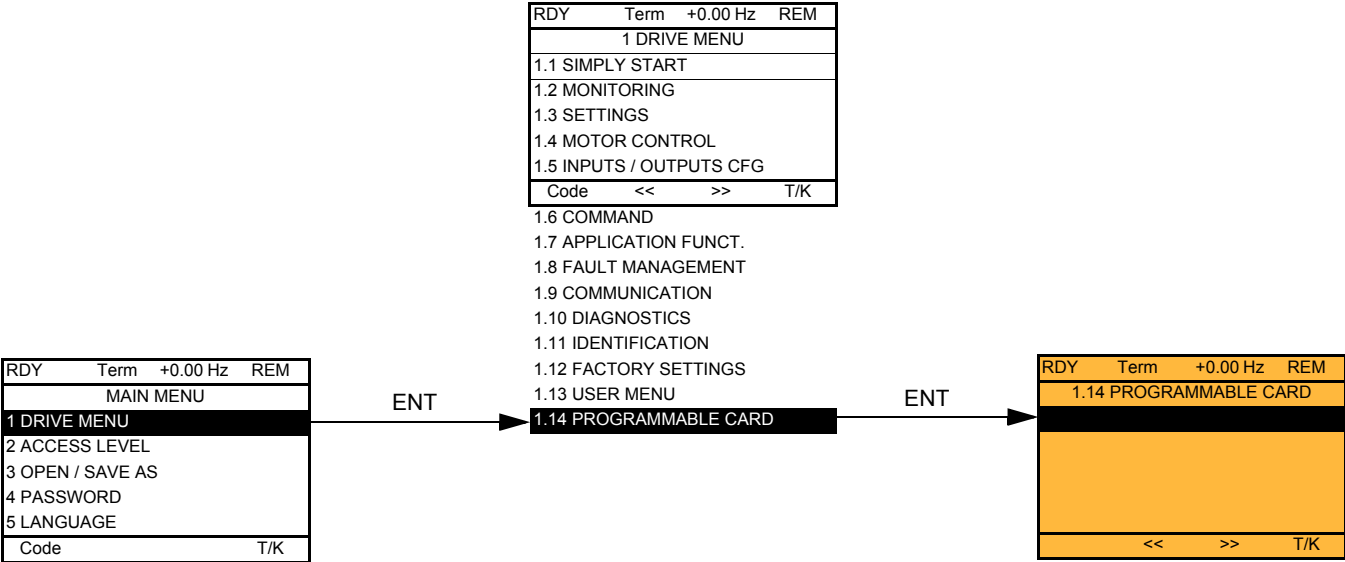 RDY Term +0.00 Hz REM
1 DRIVE MENU
1.1 SIMPLY START
1.2 MONITORING
1.3 SETTINGS
1.4 MOTOR CONTROL
1.5 INPUTS / OUTPUTS CFG
Code << >> T/K
1.6 COMMAND
1.7 APPLICATION FUNCT.
1.8 FAULT MANAGEMENT
1.9 COMMUNICATION
1.10 DIAGNOSTICS
1.11 IDENTIFICATION
1.12 FACTORY SETTINGS
1.13 USER MENU
1.14 PROGRAMMABLE CARD
RDY Term +0.00 Hz REM
MAIN MENU
1 DRIVE MENU
2 ACCESS LEVEL
3 OPEN / SAVE AS
4 PASSWORD
5 LANGUAGE
Code T/K
ENT
ENT
RDY Term +0.00 Hz REM
1.14 PROGRAMMABLE CARD
<< >> T/K